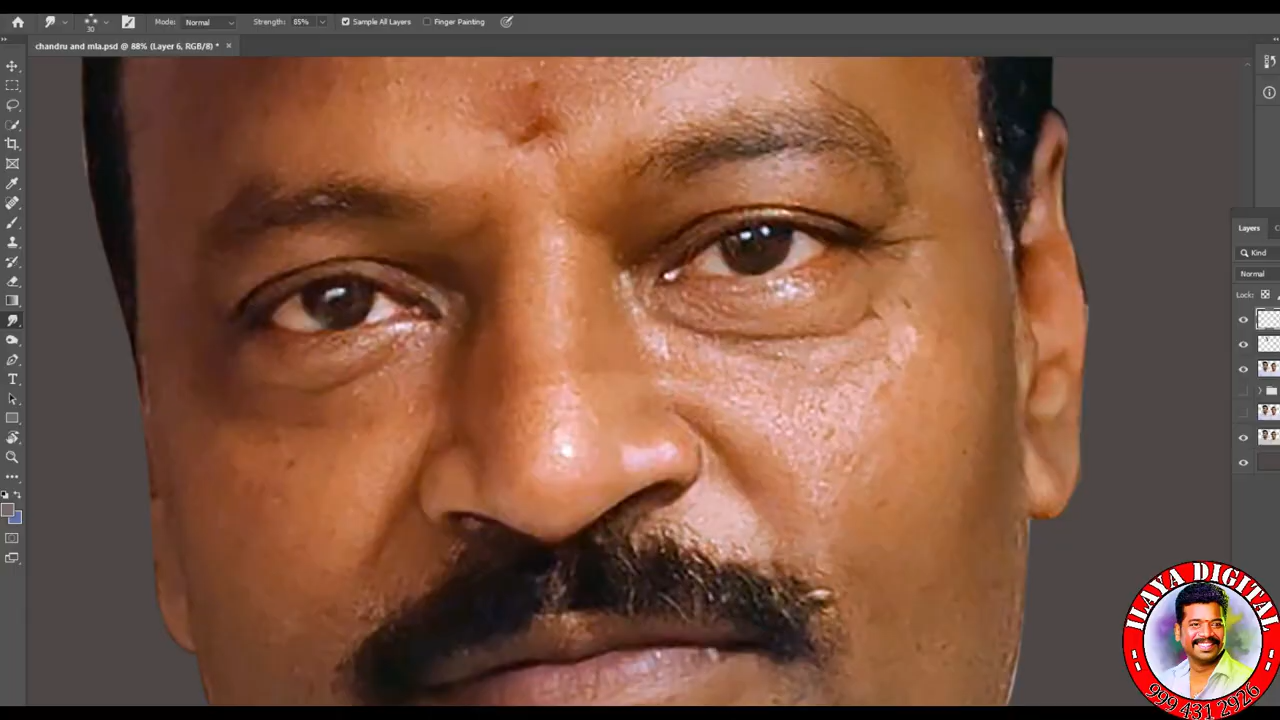 30
Mode: Normal
Strength: 85%
Sample All Layers
Finger Painting
chandru and mla.psd @ 88% (Layer 6, RGB/8) *
Layers
Kind
Normal
Lock:
ILAYA DIGITAL
999 431 2926